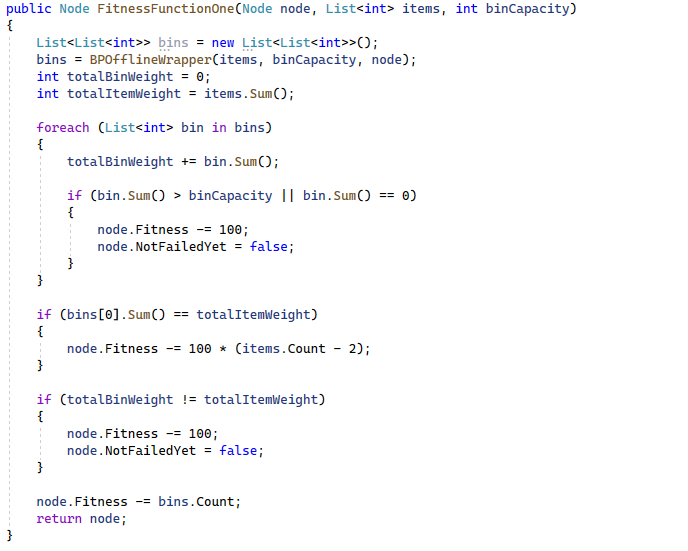 public Node FitnessFunctionOne(Node node, List<int> items, int binCapacity)
{
List<List<int>> bins = new List<List<int>>();
bins = BPOfflineWrapper(items, binCapacity, node);
int totalBinWeight = 0;
int totalItemWeight = items.Sum();
foreach (List<int> bin in bins)
{
totalBinWeight += bin.Sum();
if (bin.Sum() > binCapacity || bin.Sum() == 0)
{
node.Fitness -= 100;
node.NotFailedYet = false;
}
}
if (bins[0].Sum() == totalItemWeight)
{
node.Fitness -= 100 * (items.Count - 2);
}
if (totalBinWeight != totalItemWeight)
{
node.Fitness -= 100;
node.NotFailedYet = false;
}
node.Fitness -= bins.Count;
return node;
}